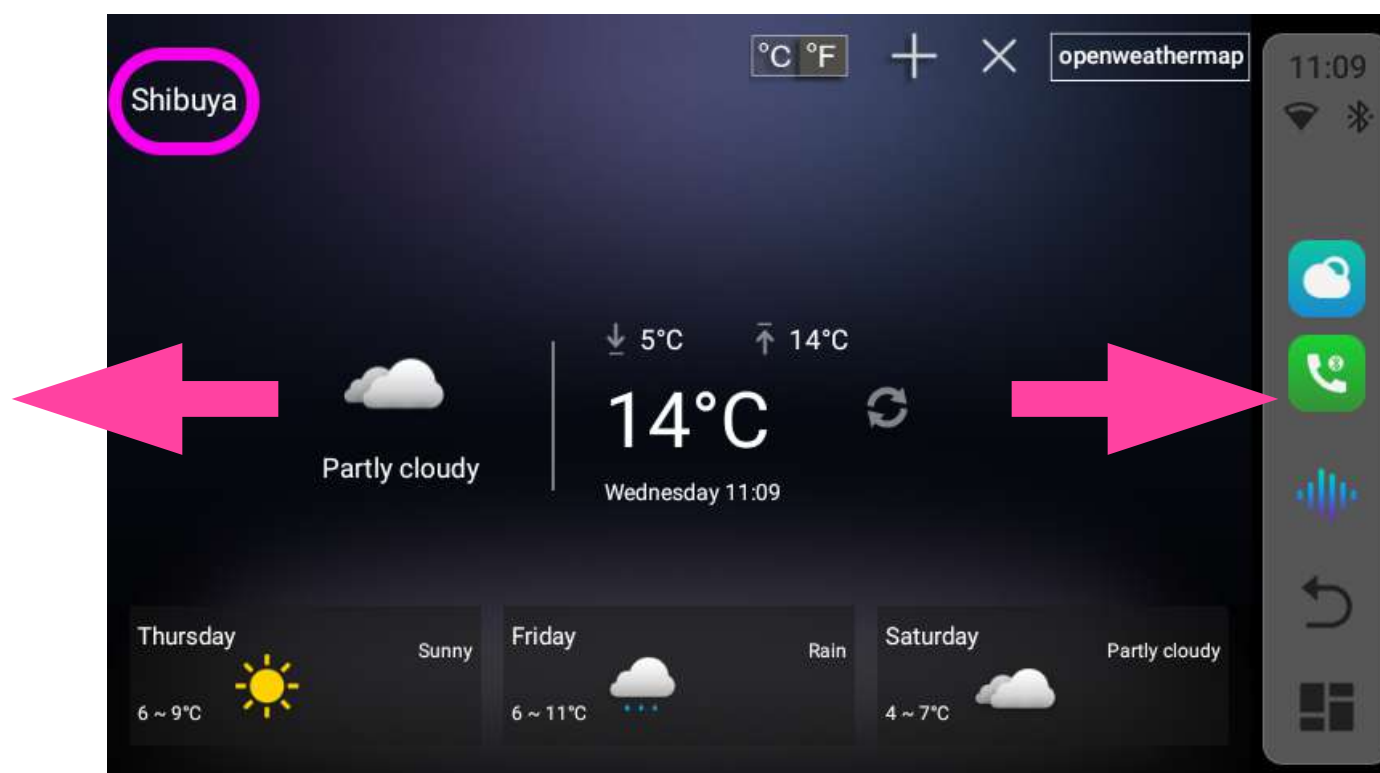 Shibuya
°C °F
openweathermap
11:09
5°C 14°C
14°C
Partly cloudy
Wednesday 11:09
Thursday
Sunny
6 ~ 9°C
Friday
Rain
6 ~ 11°C
Saturday
Partly cloudy
4 ~ 7°C